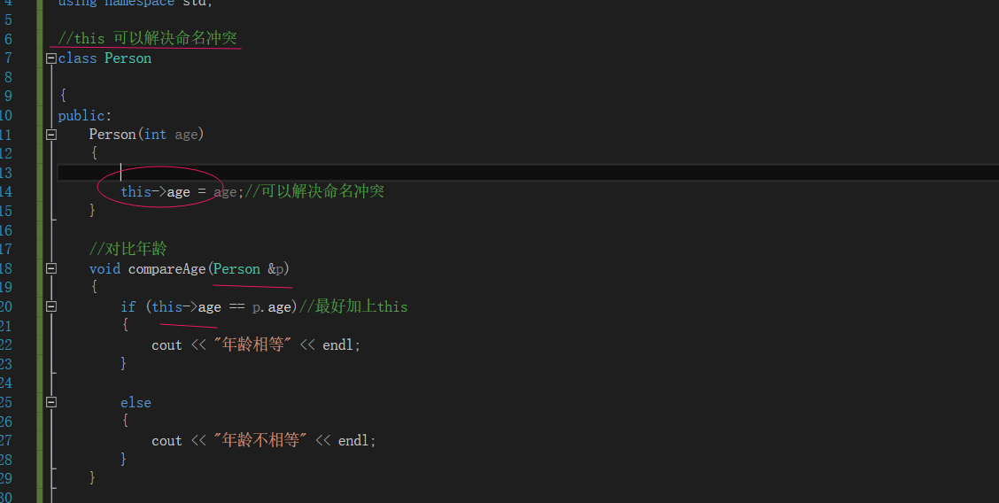 4 using namespace std;
5
6 //this 可以解决命名冲突
7 class Person
8
9 {
10 public:
11 Person(int age)
12 {
13
14 this->age = age;//可以解决命名冲突
15 }
16
17 //对比年龄
18 void compareAge(Person &p)
19 {
20 if (this->age == p.age)//最好加上this
21 {
22 cout << "年龄相等" << endl;
23 }
24
25 else
26 {
27 cout << "年龄不相等" << endl;
28 }
29 }
30